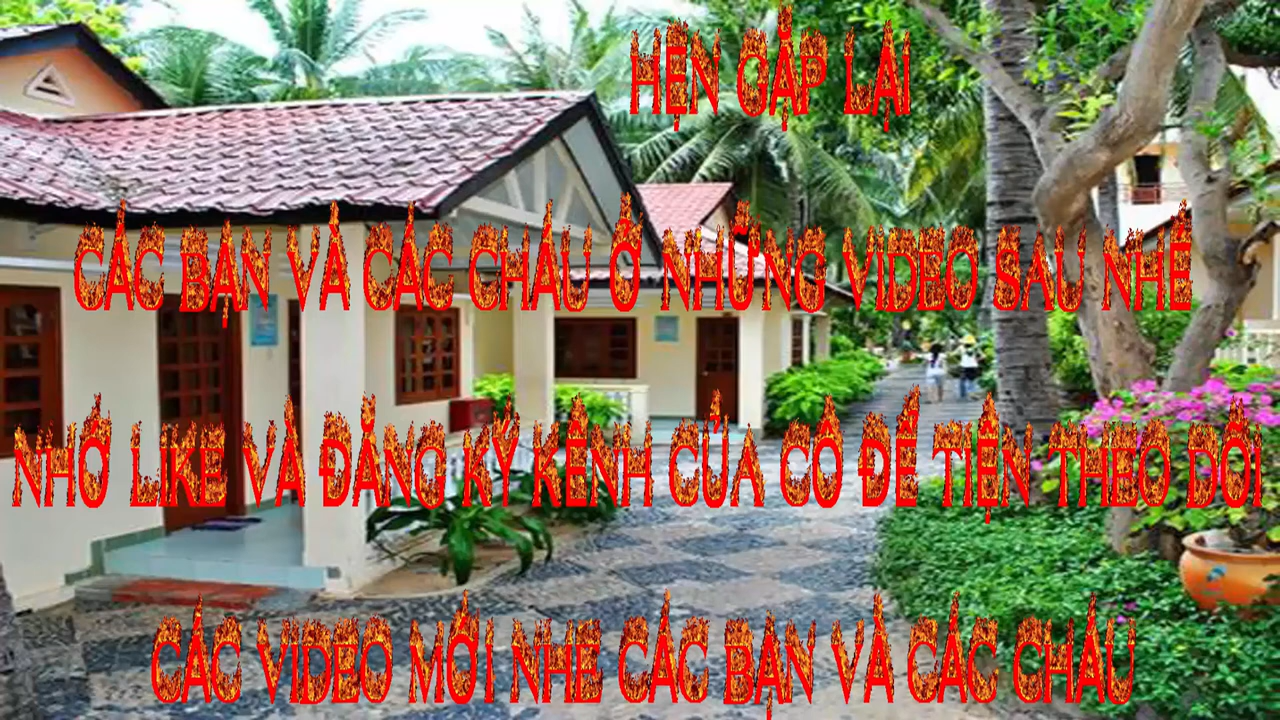 HẸN GẶP LẠI
CÁC BẠN VÀ CÁC CHÁU Ở NHỮNG VIDEO SAU NHÉ
NHỚ LIKE VÀ ĐĂNG KÝ KÊNH CỦA CÔ ĐỂ TIỆN THEO DÕI
CÁC VIDEO MỚI NHE CÁC BẠN VÀ CÁC CHÁU